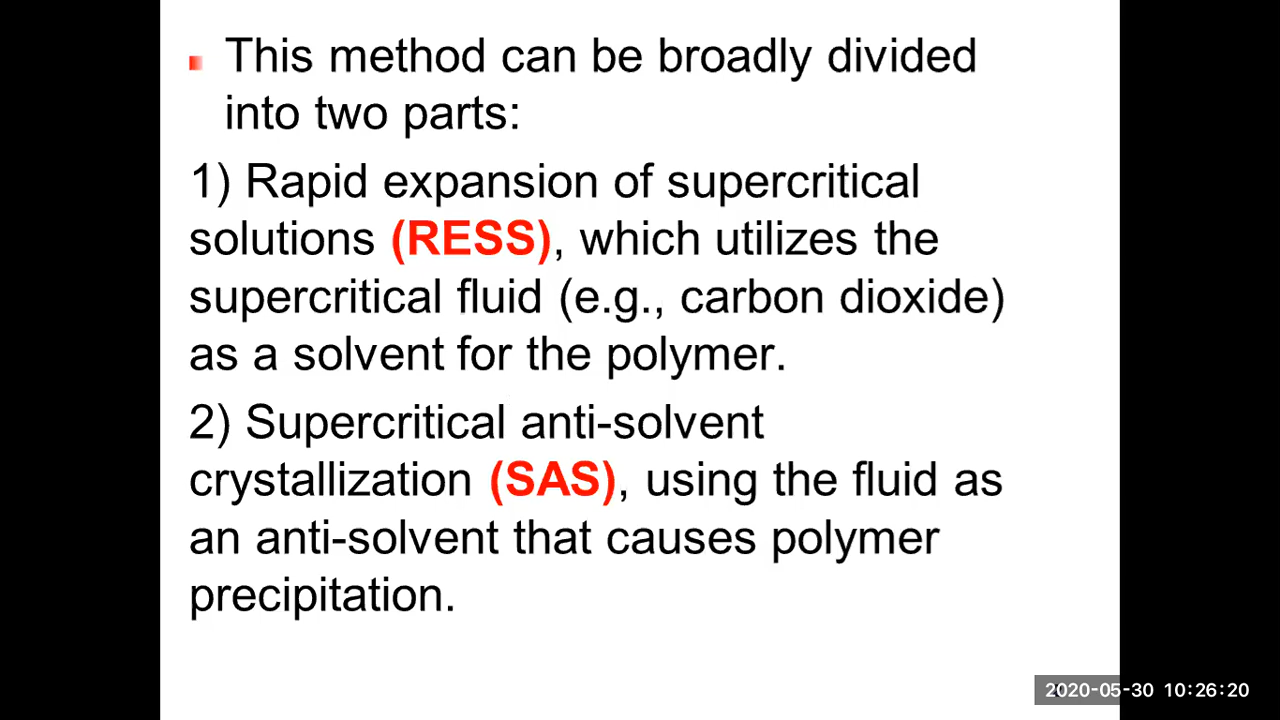 This method can be broadly divided
into two parts:
1) Rapid expansion of supercritical
solutions (RESS), which utilizes the
supercritical fluid (e.g., carbon dioxide)
as a solvent for the polymer.
2) Supercritical anti-solvent
crystallization (SAS), using the fluid as
an anti-solvent that causes polymer
precipitation.
2020-05-30 10:26:20